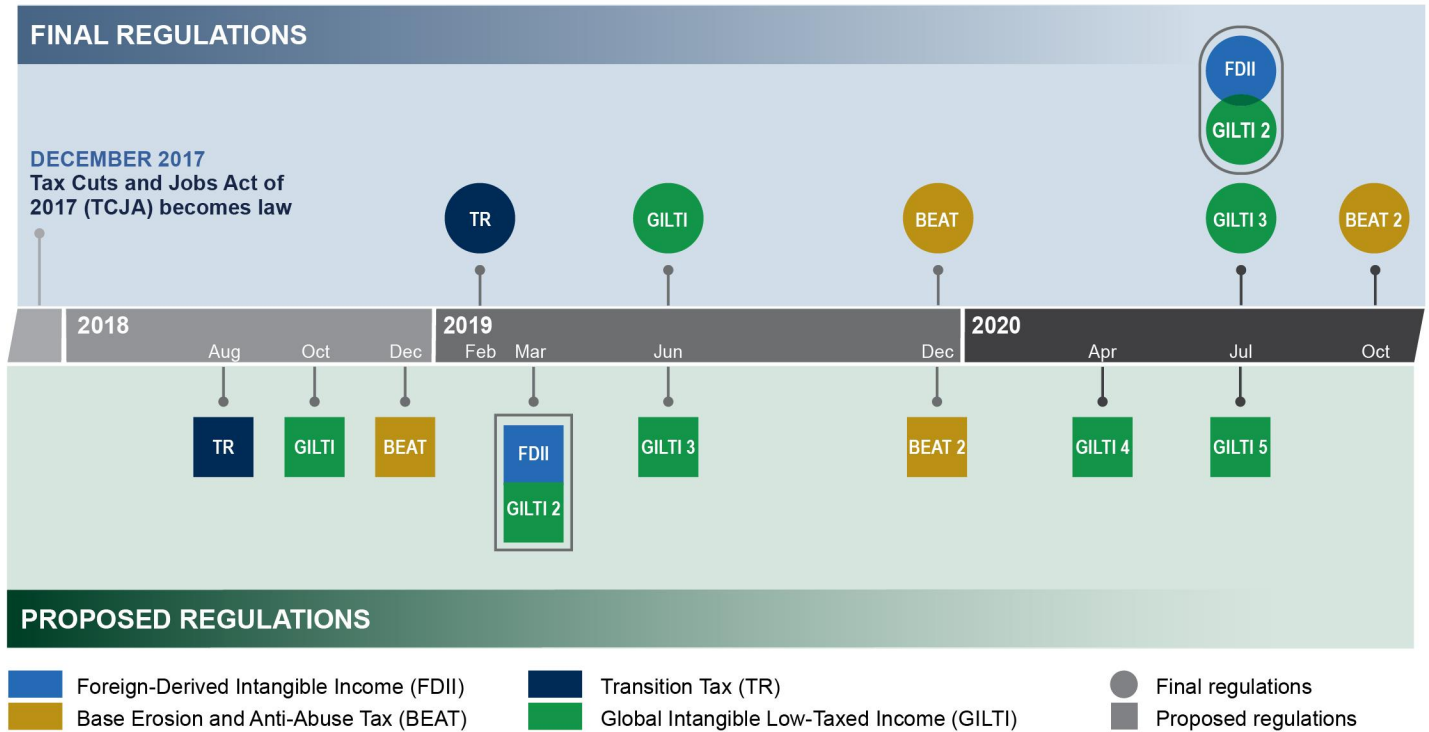 FINAL REGULATIONS
FDII
GILTI 2
DECEMBER 2017
Tax Cuts and Jobs Act of
2017 (TCJA) becomes law
TR
GILTI
BEAT
GILTI 3
BEAT 2
2018
2019
2020
Aug
Oct
Dec
Feb
Mar
Jun
Dec
Apr
Jul
Oct
TR
GILTI
BEAT
FDII
GILTI 2
GILTI 3
BEAT 2
GILTI 4
GILTI 5
PROPOSED REGULATIONS
Foreign-Derived Intangible Income (FDII)
Base Erosion and Anti-Abuse Tax (BEAT)
Transition Tax (TR)
Global Intangible Low-Taxed Income (GILTI)
Final regulations
Proposed regulations